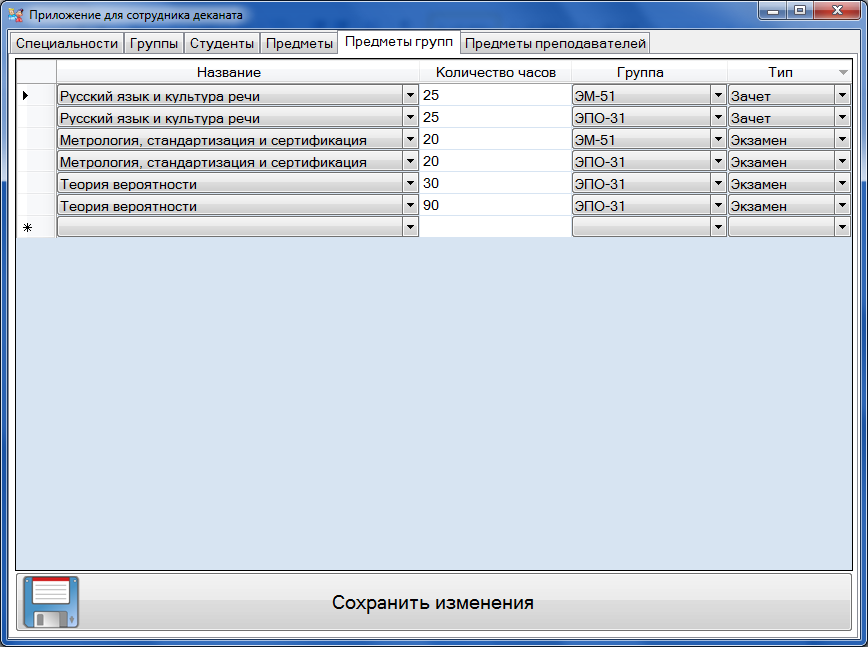 Приложение для сотрудника деканата
Специальности Группы Студенты Предметы Предметы групп Предметы преподавателей
Название Количество часов Группа Тип
Русский язык и культура речи 25 ЭМ-51 Зачет
Русский язык и культура речи 25 ЭПО-31 Зачет
Метрология, стандартизация и сертификация 20 ЭМ-51 Экзамен
Метрология, стандартизация и сертификация 20 ЭПО-31 Экзамен
Теория вероятности 30 ЭПО-31 Экзамен
Теория вероятности 90 ЭПО-31 Экзамен
Сохранить изменения